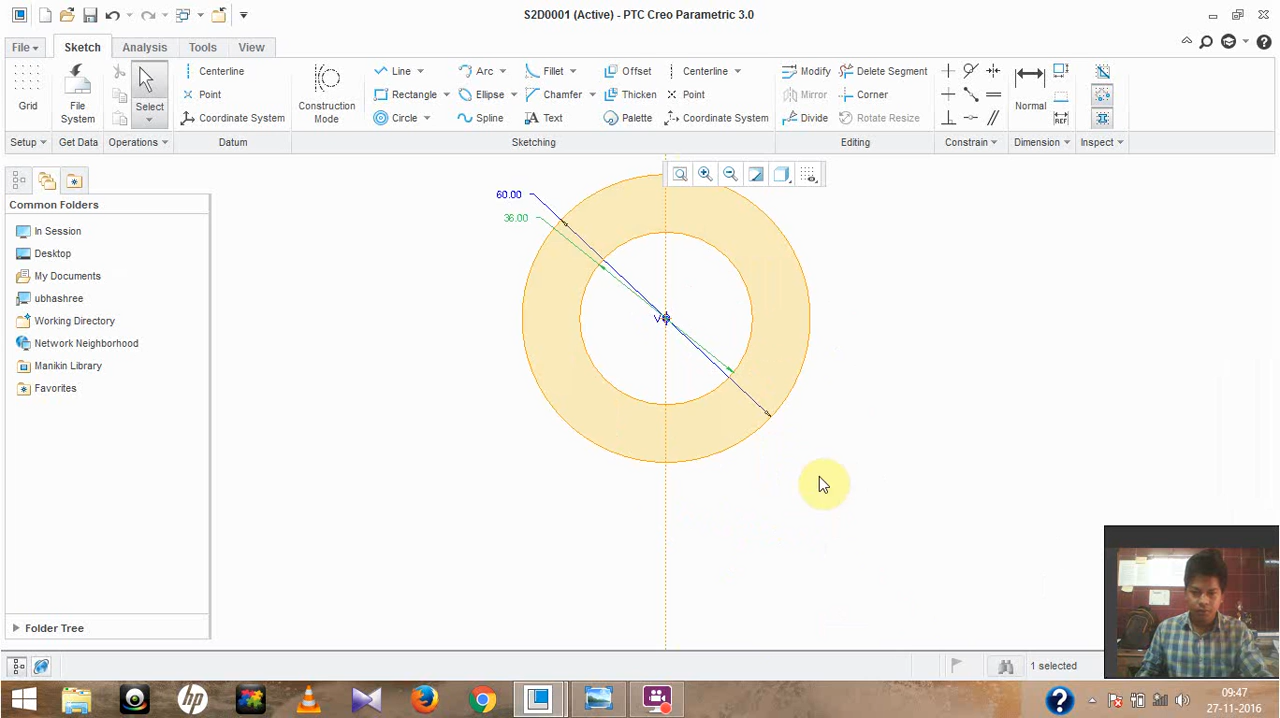 S2D0001 (Active) - PTC Creo Parametric 3.0
File Sketch Analysis Tools View
Grid
File System
Select
Centerline
Point
Coordinate System
Construction Mode
Line Arc Fillet Offset Centerline
Rectangle Ellipse Chamfer Thicken Point
Circle Spline Text Palette Coordinate System
Modify Delete Segment
Mirror Corner
Divide Rotate Resize
Normal
REF
Setup Get Data Operations Datum Sketching Editing Constrain Dimension Inspect
Common Folders
In Session
Desktop
My Documents
ubhashree
Working Directory
Network Neighborhood
Manikin Library
Favorites
Folder Tree
60.00
36.00
V
1 selected
hp
09:47
27-11-2016